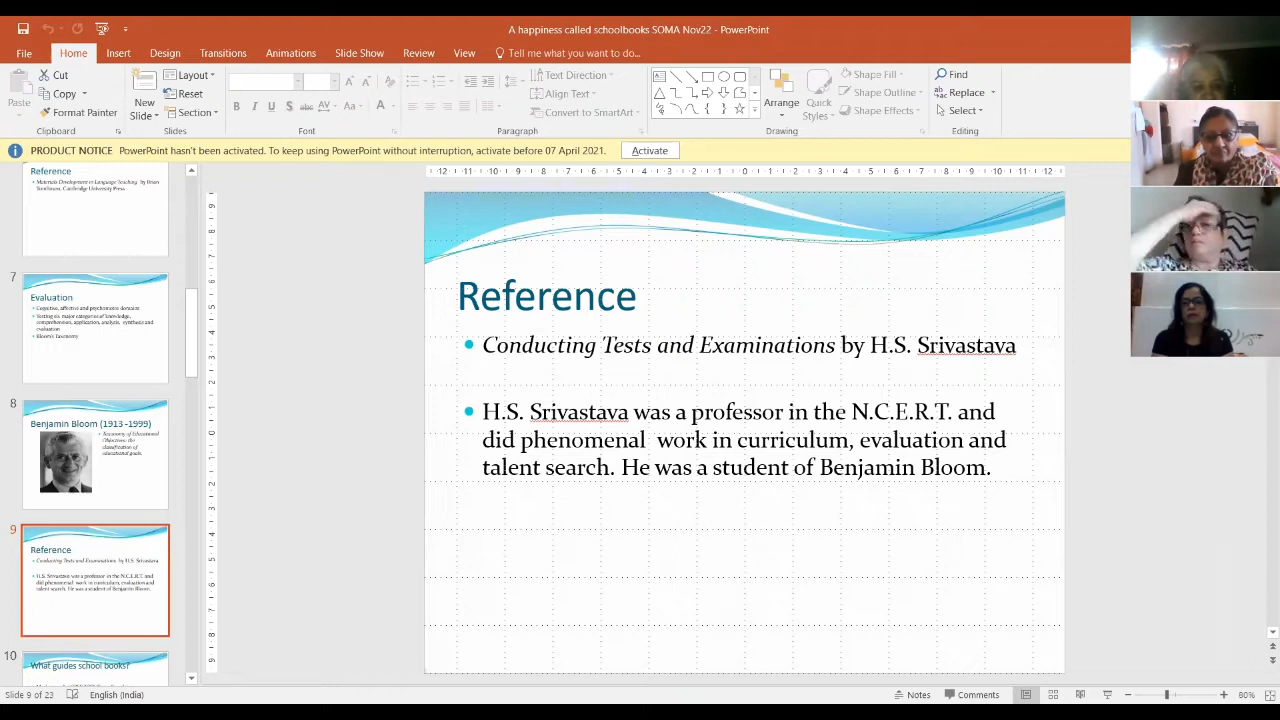 A happiness called schoolbooks SOMA Nov22 - PowerPoint
File Home Insert Design Transitions Animations Slide Show Review View Tell me what you want to do...
Paste
Cut
Copy
Format Painter
Clipboard
New
Slide
Layout
Reset
Section
Slides
Font
Text Direction
Align Text
Convert to SmartArt
Paragraph
Arrange
Quick
Styles
Shape Fill
Shape Outline
Shape Effects
Drawing
Find
Replace
Select
Editing
PRODUCT NOTICE PowerPoint hasn't been activated. To keep using PowerPoint without interruption, activate before 07 April 2021. Activate
Reference
Materials Development in Language Teaching by Brian
Tomlinson. Cambridge University Press
7
Evaluation
Cognitive, affective and psychomotor domains
Testing six major categories of knowledge,
comprehension, application, analysis, synthesis and
evaluation
Bloom's Taxonomy
8
Benjamin Bloom (1913-1999)
Taxonomy of Educational
Objectives: the
classification of
educational goals
9
Reference
Conducting Tests and Examinations by H.S. Srivastava
H.S. Srivastava was a professor in the N.C.E.R.T. and
did phenomenal work in curriculum, evaluation and
talent search. He was a student of Benjamin Bloom.
10
What guides school books?
Reference
Conducting Tests and Examinations by H.S. Srivastava
H.S. Srivastava was a professor in the N.C.E.R.T. and
did phenomenal work in curriculum, evaluation and
talent search. He was a student of Benjamin Bloom.
Slide 9 of 23 English (India) Notes Comments 80%